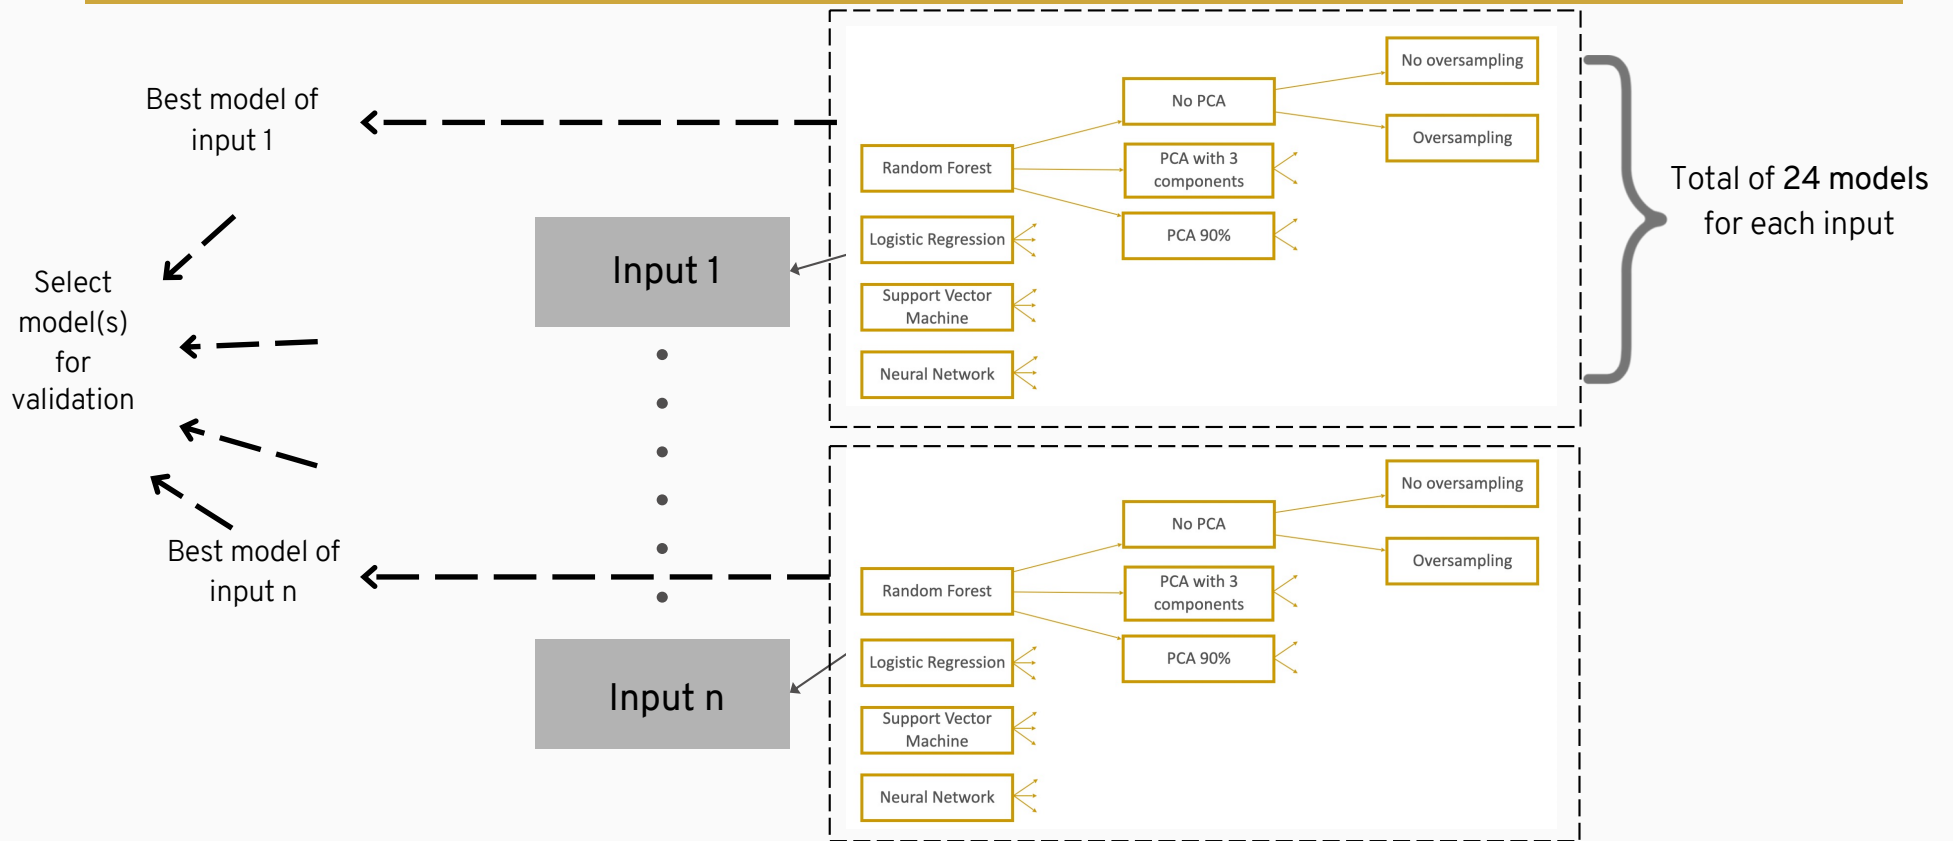 Best model of
input 1
Select
model(s)
for
validation
Best model of
input n
Input 1
Input n
Random Forest
Logistic Regression
Support Vector
Machine
Neural Network
No PCA
PCA with 3
components
PCA 90%
No oversampling
Oversampling
Total of 24 models
for each input
Random Forest
Logistic Regression
Support Vector
Machine
Neural Network
No PCA
PCA with 3
components
PCA 90%
No oversampling
Oversampling